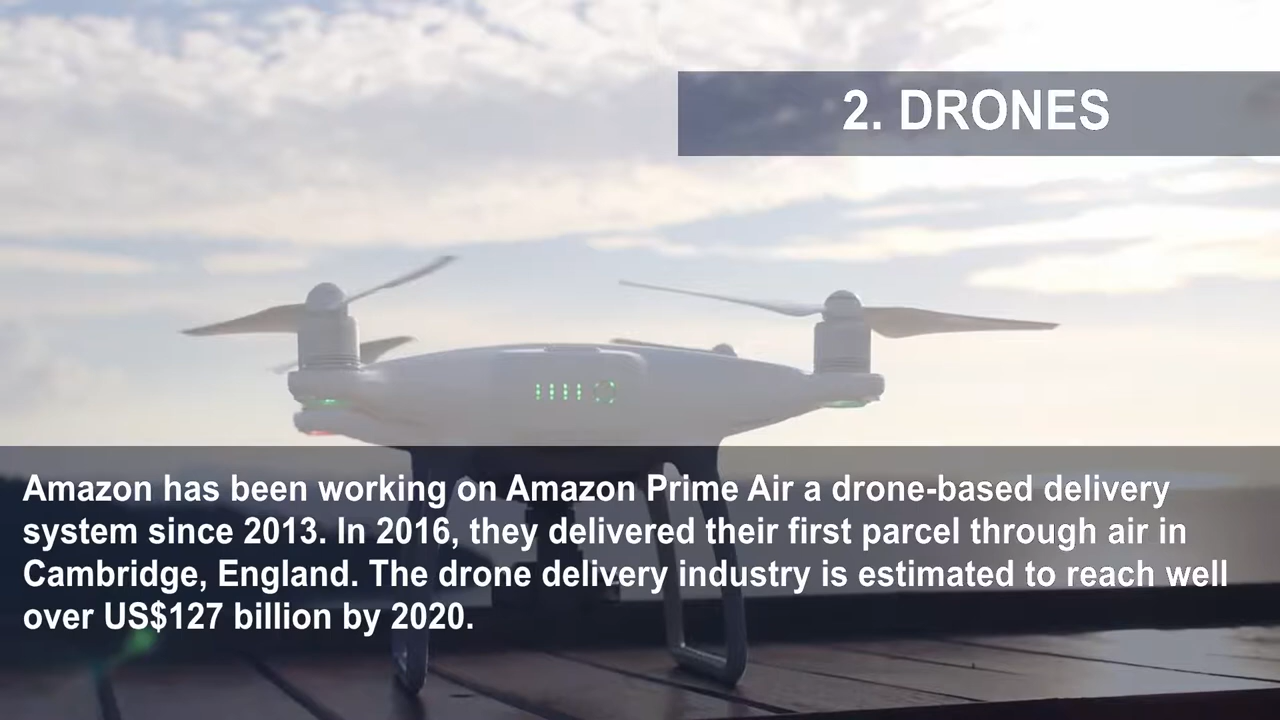 2. DRONES
Amazon has been working on Amazon Prime Air a drone-based delivery
system since 2013. In 2016, they delivered their first parcel through air in
Cambridge, England. The drone delivery industry is estimated to reach well
over US$127 billion by 2020.